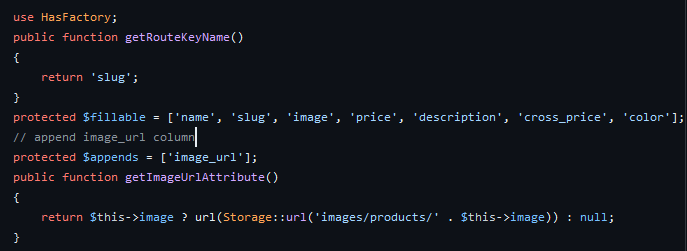 use HasFactory;
public function getRouteKeyName()
{
    return 'slug';
}
protected $fillable = ['name', 'slug', 'image', 'price', 'description', 'cross_price', 'color'];
// append image_url column
protected $appends = ['image_url'];
public function getImageUrlAttribute()
{
    return $this->image ? url(Storage::url('images/products/' . $this->image)) : null;
}